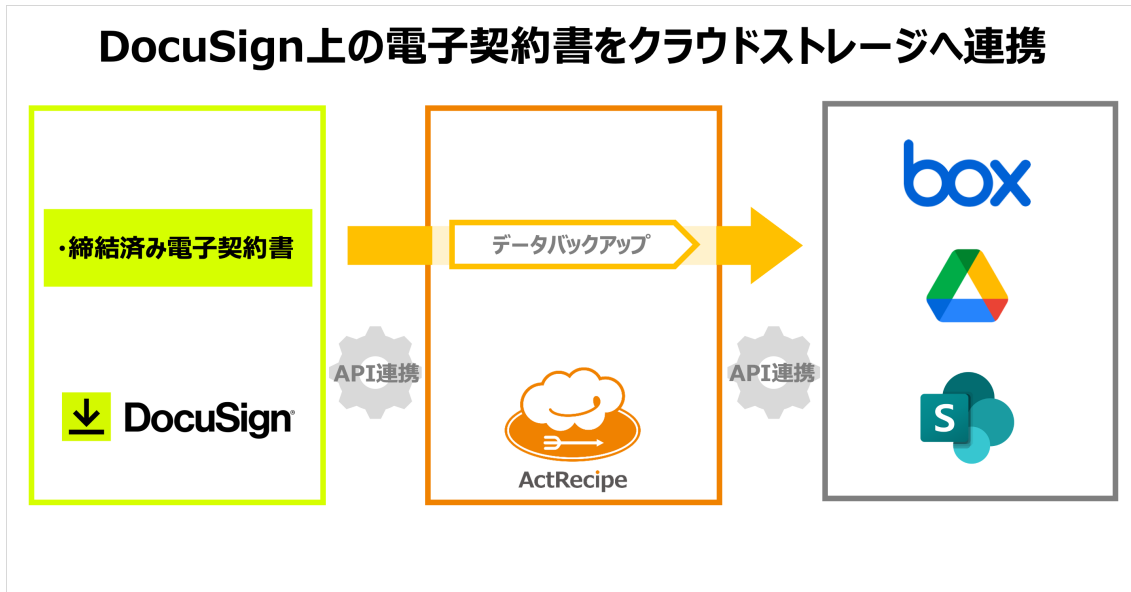 DocuSign上の電子契約書をクラウドストレージへ連携
・締結済み電子契約書
DocuSign
API連携
データバックアップ
ActRecipe
API連携
box
S